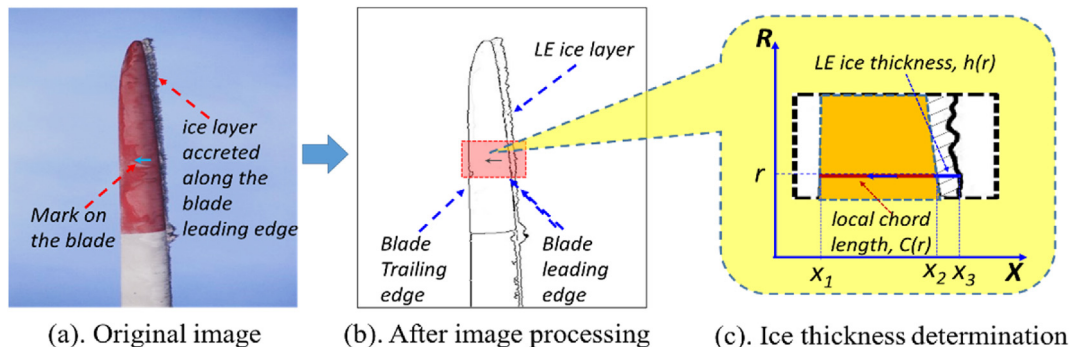 ice layer
accreted
along the
blade
leading edge
Mark on
the blade
(a). Original image
LE ice layer
Blade
Trailing
edge
Blade
leading
edge
(b). After image processing
R
LE ice thickness, h(r)
r
local chord
length, C(r)
x1
x2
x3
X
(c). Ice thickness determination